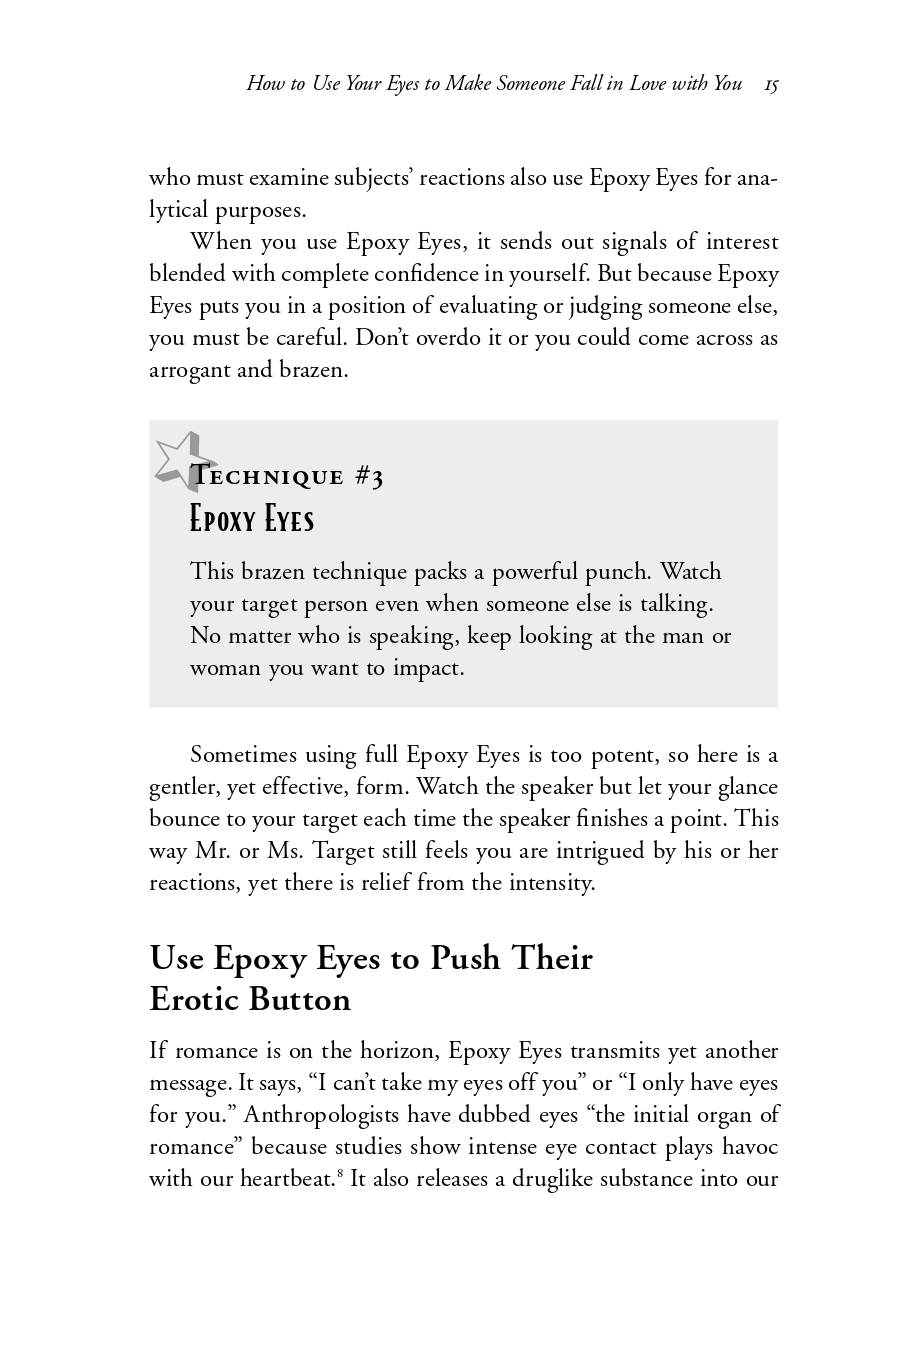 How to Use Your Eyes to Make Someone Fall in Love with You 15
who must examine subjects’ reactions also use Epoxy Eyes for ana-
lytical purposes.
When you use Epoxy Eyes, it sends out signals of interest
blended with complete confidence in yourself. But because Epoxy
Eyes puts you in a position of evaluating or judging someone else,
you must be careful. Don’t overdo it or you could come across as
arrogant and brazen.
Technique #3
Epoxy Eyes
This brazen technique packs a powerful punch. Watch
your target person even when someone else is talking.
No matter who is speaking, keep looking at the man or
woman you want to impact.
Sometimes using full Epoxy Eyes is too potent, so here is a
gentler, yet effective, form. Watch the speaker but let your glance
bounce to your target each time the speaker finishes a point. This
way Mr. or Ms. Target still feels you are intrigued by his or her
reactions, yet there is relief from the intensity.
Use Epoxy Eyes to Push Their
Erotic Button
If romance is on the horizon, Epoxy Eyes transmits yet another
message. It says, “I can’t take my eyes off you” or “I only have eyes
for you.” Anthropologists have dubbed eyes “the initial organ of
romance” because studies show intense eye contact plays havoc
with our heartbeat.⁸ It also releases a druglike substance into our